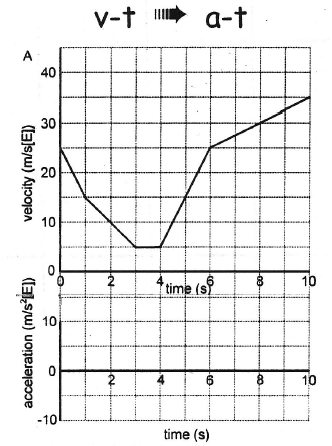 v-t a-t
A
velocity (m/s[E])
40
30
20
10
0
0 2 4 6 8 10
time (s)
acceleration (m/s²[E])
10
0
-10
2 4 6 8 10
time (s)